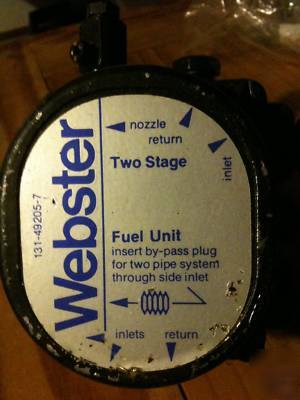 Webster
131-49205-7
nozzle
return
inlet
Two Stage
Fuel Unit
insert by-pass plug
for two pipe system
through side inlet
inlets
return